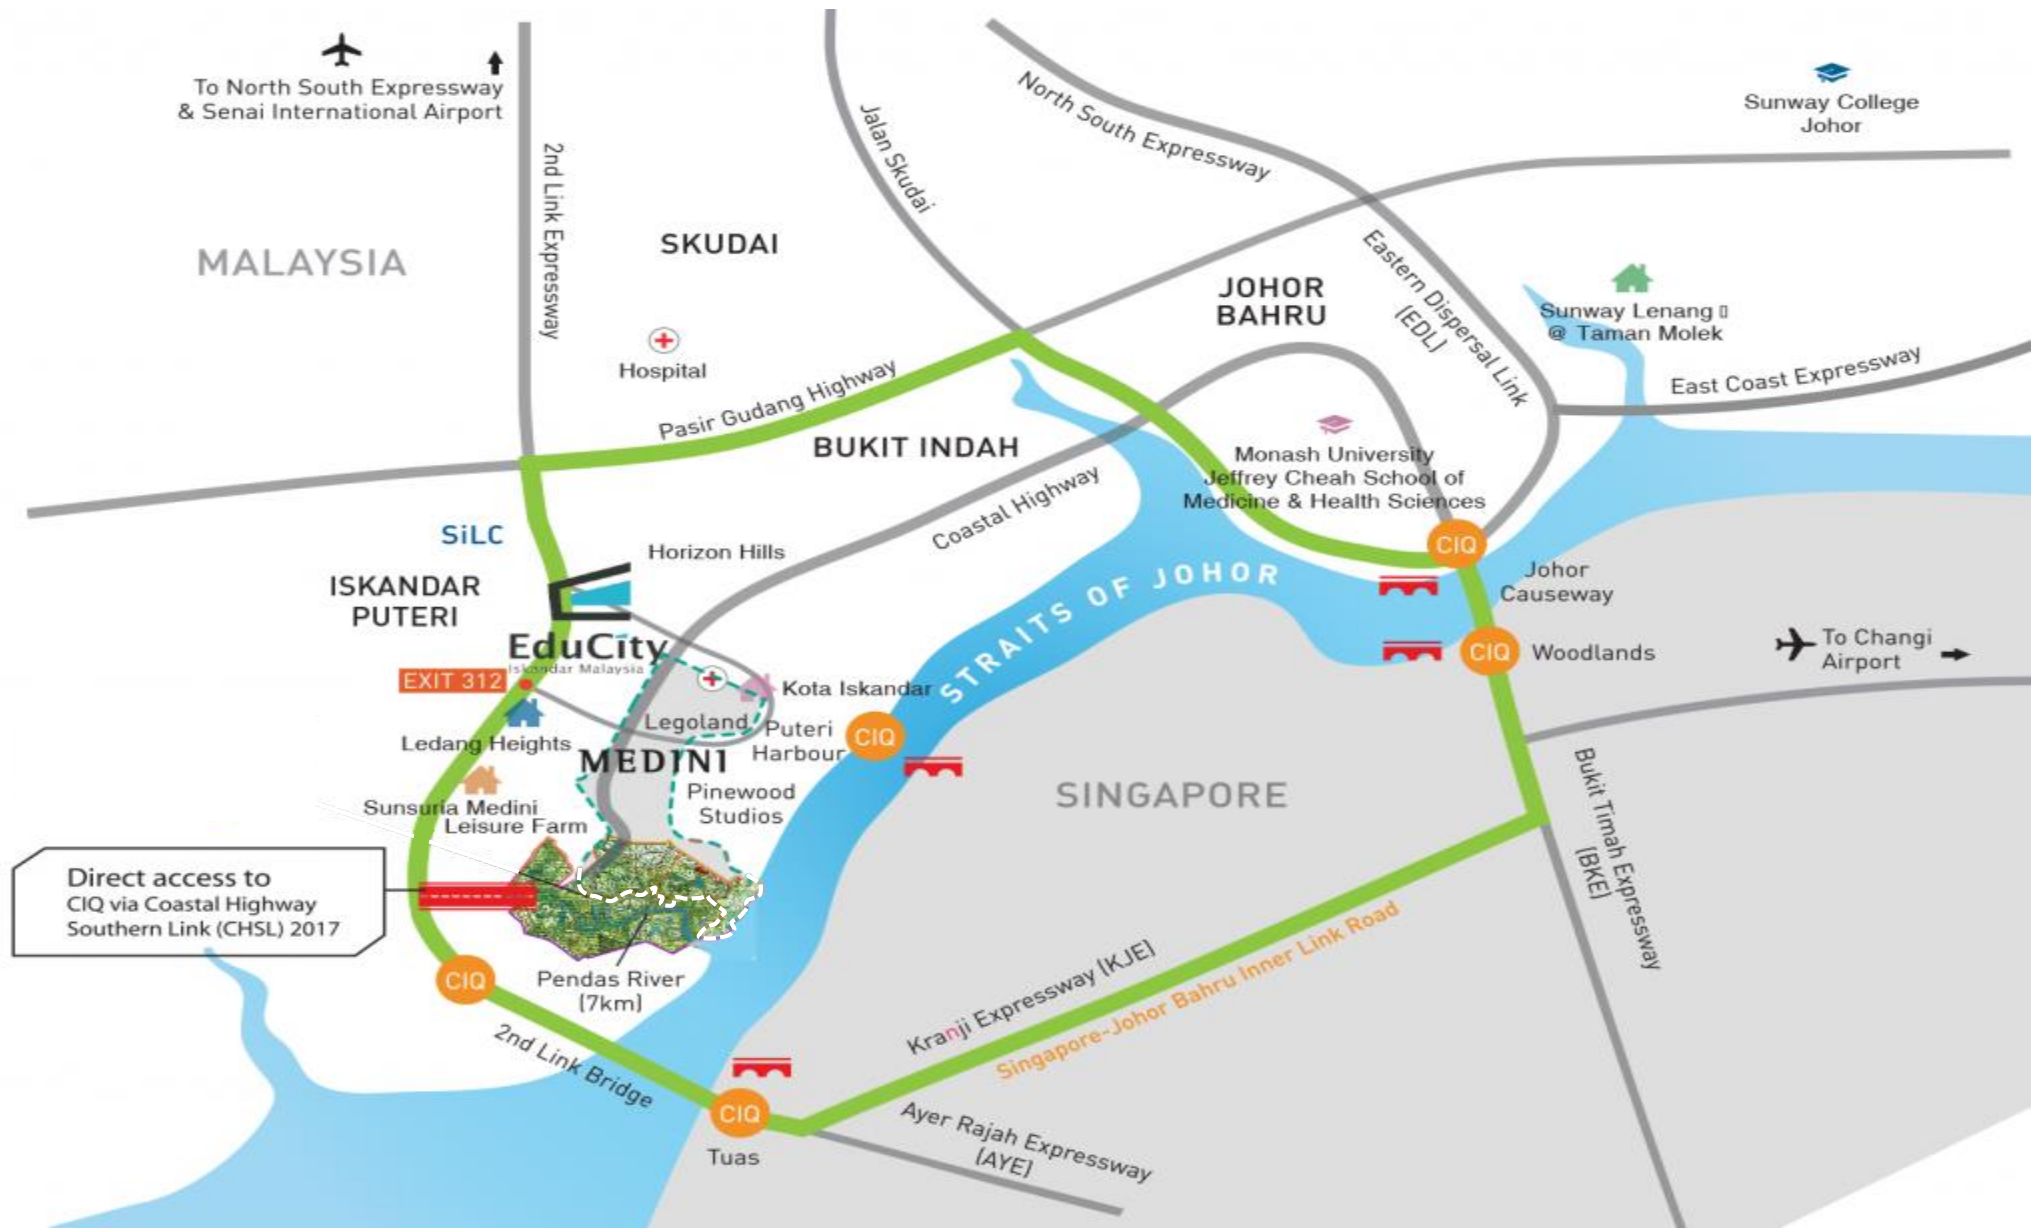 To North South Expressway
& Senai International Airport
2nd Link Expressway
Jalan Skudai
North South Expressway
Sunway College
Johor
MALAYSIA
SKUDAI
JOHOR
BAHRU
Eastern Dispersal Link
(EDL)
Sunway Lenang ▯
@ Taman Molek
East Coast Expressway
Hospital
Pasir Gudang Highway
BUKIT INDAH
Coastal Highway
Monash University
Jeffrey Cheah School of
Medicine & Health Sciences
SiLC
Horizon Hills
ISKANDAR
PUTERI
EduCity
Iskandar Malaysia
EXIT 312
CIQ
Johor
Causeway
STRAITS OF JOHOR
CIQ
Woodlands
To Changi
Airport
Kota Iskandar
Legoland
Puteri
Harbour
CIQ
Ledang Heights
MEDINI
Pinewood
Studios
Sunsuria Medini
Leisure Farm
SINGAPORE
Bukit Timah Expressway
(BKE)
Direct access to
CIQ via Coastal Highway
Southern Link (CHSL) 2017
CIQ
Pendas River
(7km)
Kranji Expressway (KJE)
Singapore-Johor Bahru Inner Link Road
2nd Link Bridge
CIQ
Tuas
Ayer Rajah Expressway
(AYE)